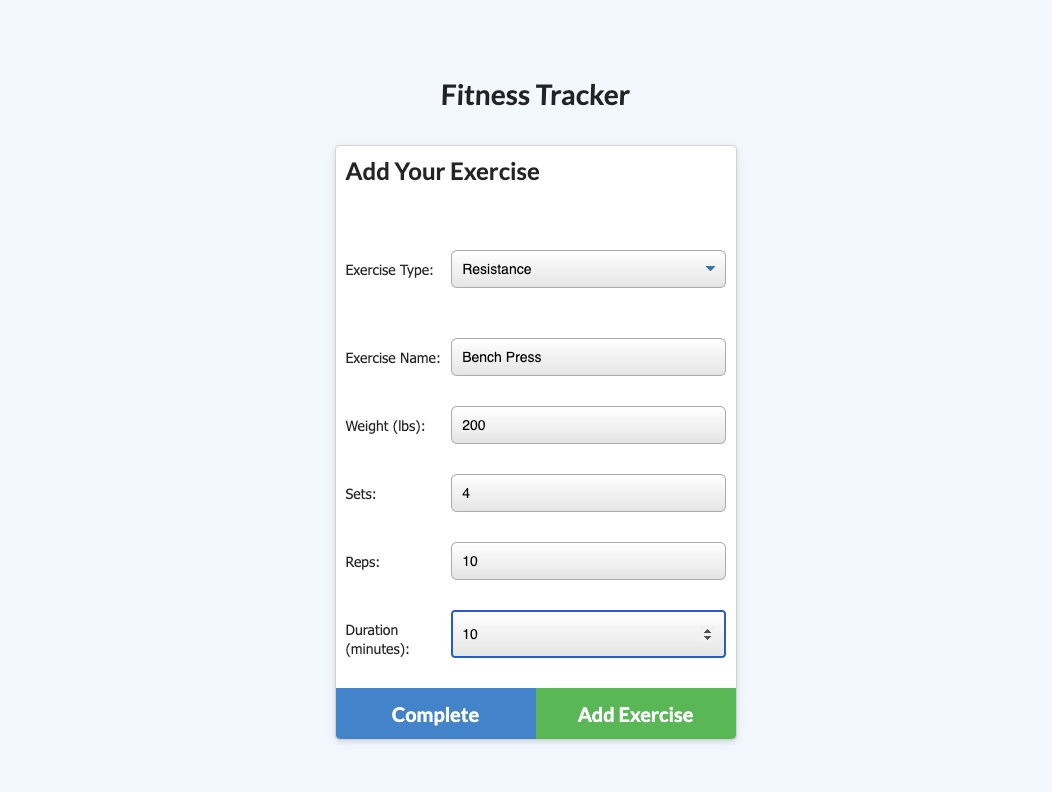 Fitness Tracker
Add Your Exercise
Exercise Type: Resistance
Exercise Name: Bench Press
Weight (lbs): 200
Sets: 4
Reps: 10
Duration
(minutes): 10
Complete Add Exercise